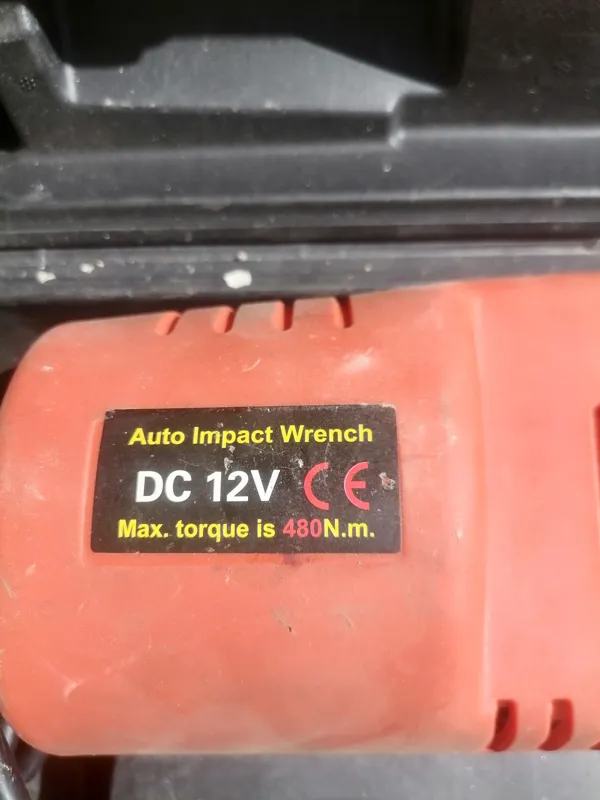 Auto Impact Wrench
DC 12V CE
Max. torque is 480N.m.